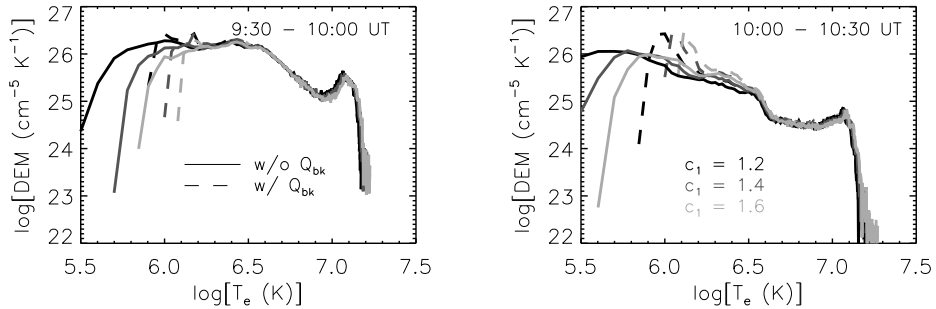 9:30 – 10:00 UT
27
26
25
24
23
22
log[DEM (cm⁻⁵ K⁻¹)]
w/o Q_bk
w/ Q_bk
5.5 6.0 6.5 7.0 7.5
log[T_e (K)]
10:00 – 10:30 UT
27
26
25
24
23
22
log[DEM (cm⁻⁵ K⁻¹)]
c₁ = 1.2
c₁ = 1.4
c₁ = 1.6
5.5 6.0 6.5 7.0 7.5
log[T_e (K)]